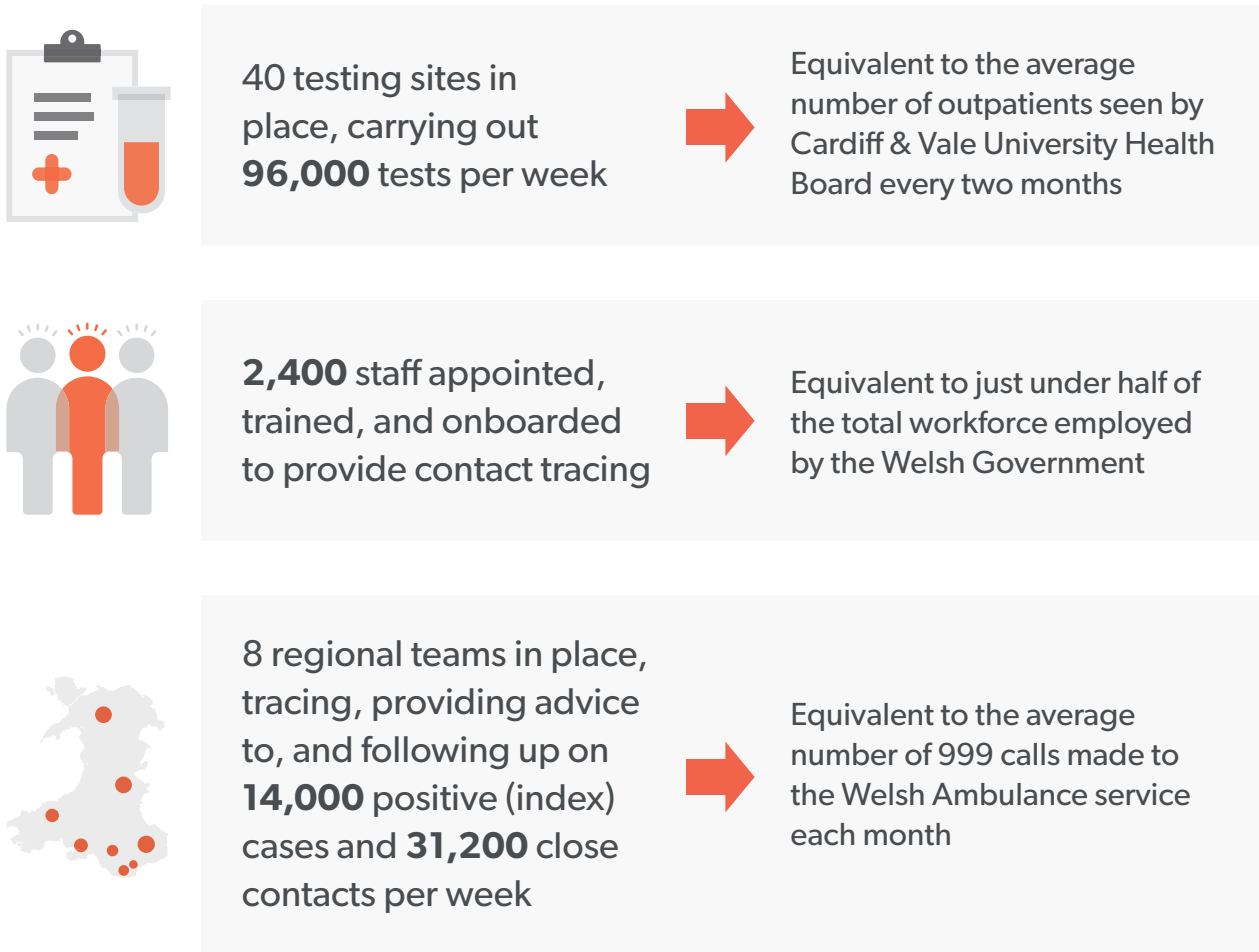 40 testing sites in
place, carrying out
96,000 tests per week
Equivalent to the average
number of outpatients seen by
Cardiff & Vale University Health
Board every two months
2,400 staff appointed,
trained, and onboarded
to provide contact tracing
Equivalent to just under half of
the total workforce employed
by the Welsh Government
8 regional teams in place,
tracing, providing advice
to, and following up on
14,000 positive (index)
cases and 31,200 close
contacts per week
Equivalent to the average
number of 999 calls made to
the Welsh Ambulance service
each month